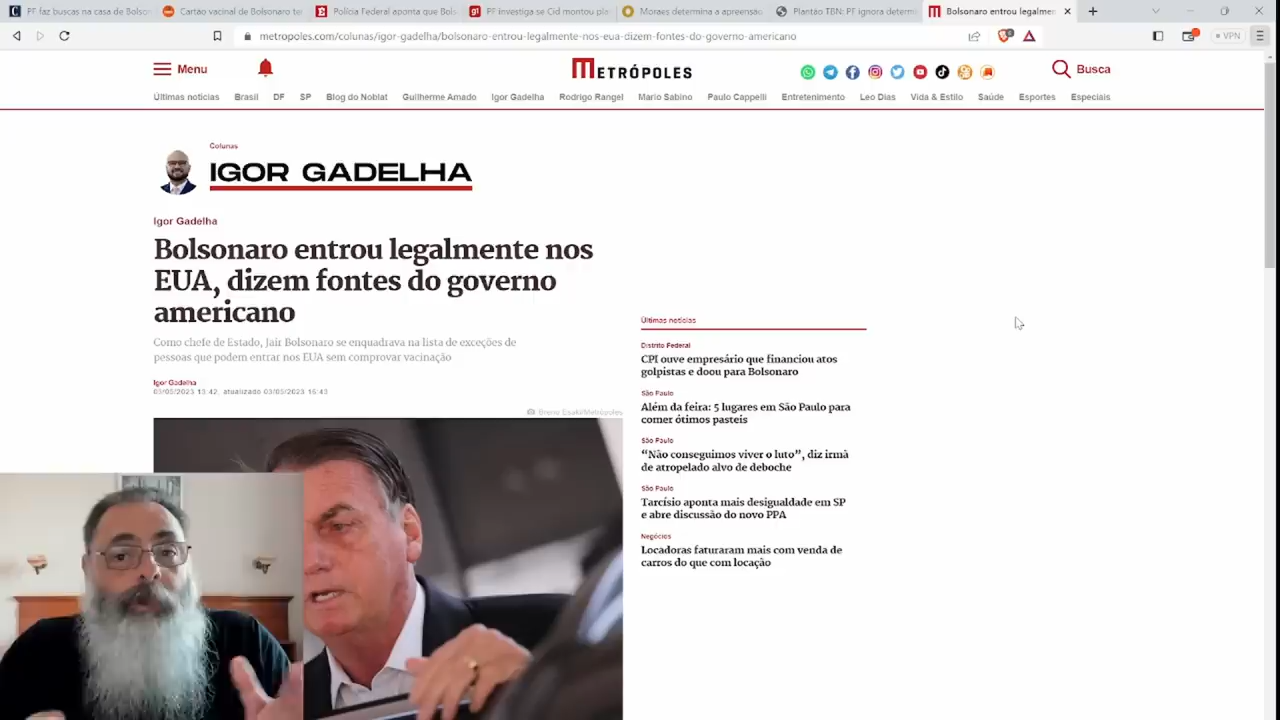 PF faz buscas na casa de Bolson
Cartão vacinal de Bolsonaro te
Polícia Federal aponta que Bols
PF investiga se Cid montou pla
Moraes determina a apreensão
Plantão TBN: PF ignora determ
Bolsonaro entrou legalmen
metropoles.com/colunas/igor-gadelha/bolsonaro-entrou-legalmente-nos-eua-dizem-fontes-do-governo-americano
VPN
Menu
METRÓPOLES
Busca
Últimas notícias
Brasil
DF
SP
Blog do Noblat
Guilherme Amado
Igor Gadelha
Rodrigo Rangel
Mario Sabino
Paulo Cappelli
Entretenimento
Leo Dias
Vida & Estilo
Saúde
Esportes
Especiais
Colunas
IGOR GADELHA
Igor Gadelha
Bolsonaro entrou legalmente nos
EUA, dizem fontes do governo
americano
Como chefe de Estado, Jair Bolsonaro se enquadrava na lista de exceções de
pessoas que podem entrar nos EUA sem comprovar vacinação
Igor Gadelha
03/05/2023 13:42, atualizado 03/05/2023 16:43
Metrópoles
Últimas notícias
Distrito Federal
CPI ouve empresário que financiou atos
golpistas e doou para Bolsonaro
São Paulo
Além da feira: 5 lugares em São Paulo para
comer ótimos pasteis
São Paulo
“Não conseguimos viver o luto”, diz irmã
de atropelado alvo de deboche
São Paulo
Tarcísio aponta mais desigualdade em SP
e abre discussão do novo PPA
Negócios
Locadoras faturaram mais com venda de
carros do que com locação